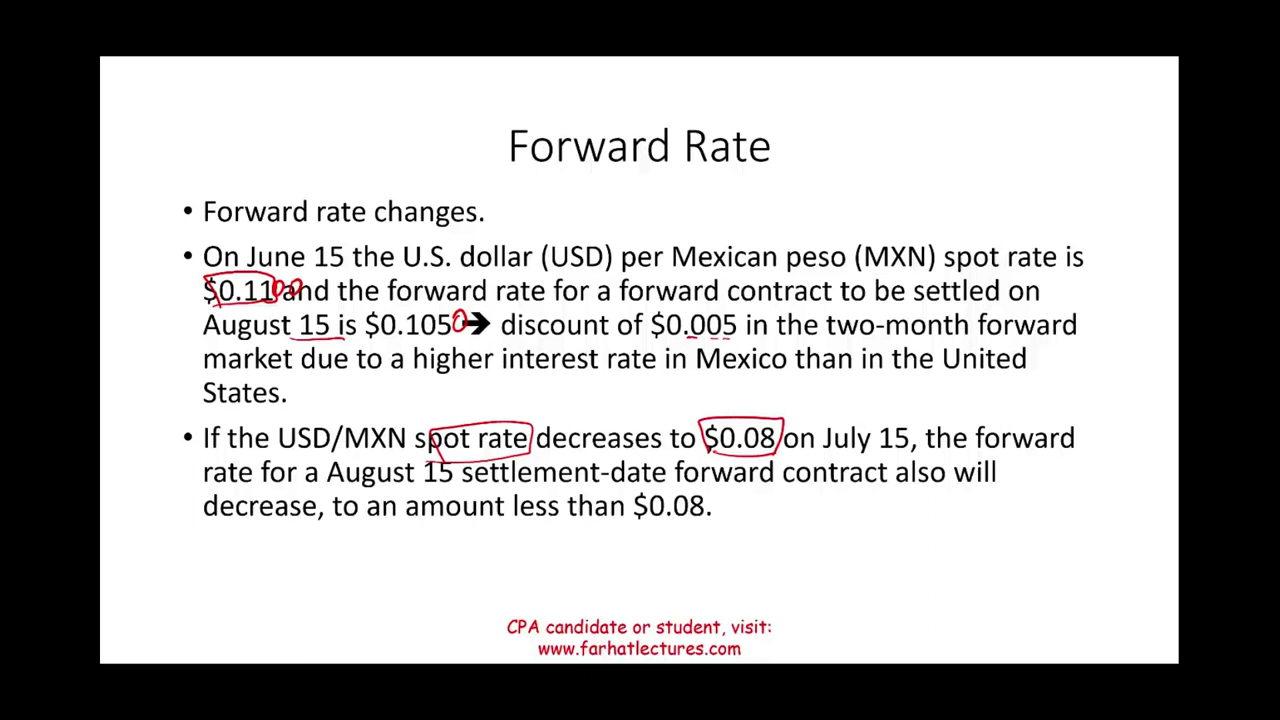 Forward Rate
• Forward rate changes.
• On June 15 the U.S. dollar (USD) per Mexican peso (MXN) spot rate is
$0.1100 and the forward rate for a forward contract to be settled on
August 15 is $0.1050 → discount of $0.005 in the two-month forward
market due to a higher interest rate in Mexico than in the United
States.
• If the USD/MXN spot rate decreases to $0.08 on July 15, the forward
rate for a August 15 settlement-date forward contract also will
decrease, to an amount less than $0.08.
CPA candidate or student, visit:
www.farhatlectures.com